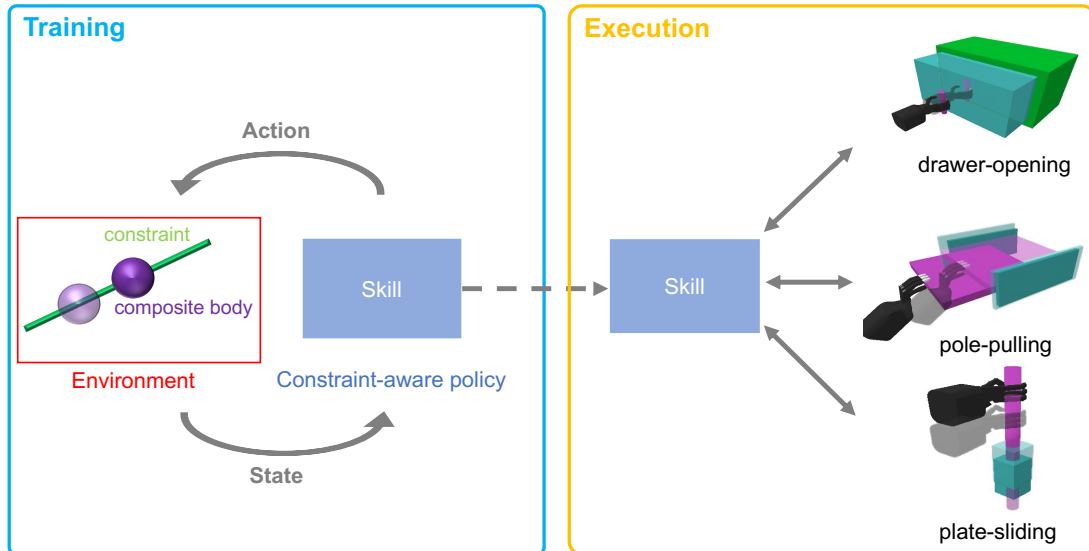 Training
Action
constraint
composite body
Environment
Skill
Constraint-aware policy
State
Execution
Skill
drawer-opening
pole-pulling
plate-sliding